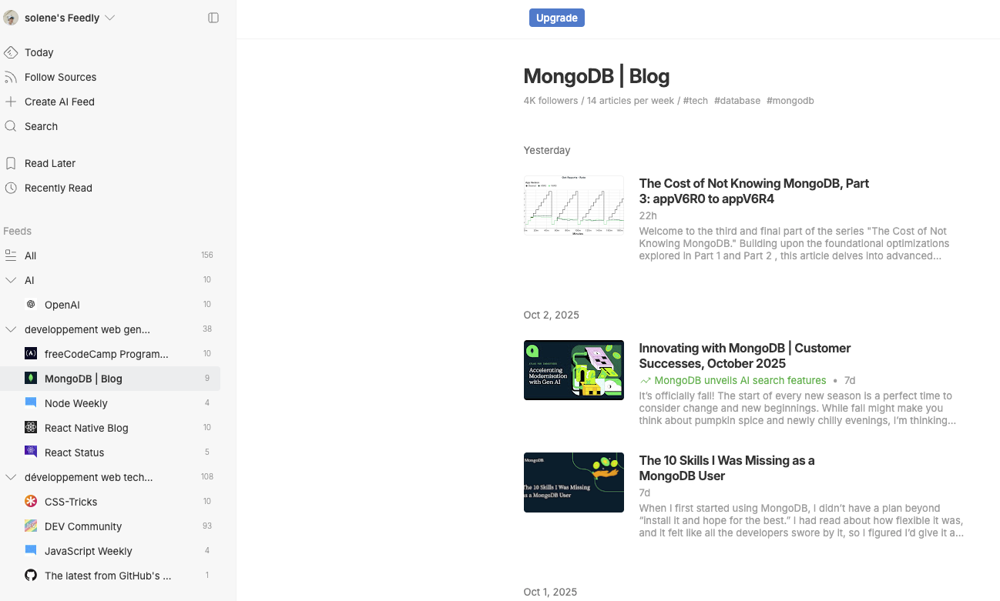 solene's Feedly
Today
Follow Sources
Create AI Feed
Search
Read Later
Recently Read
Feeds
All 156
AI 10
OpenAI 10
developpement web gen... 38
freeCodeCamp Program... 10
MongoDB | Blog 9
Node Weekly 4
React Native Blog 10
React Status 5
développement web tech... 108
CSS-Tricks 10
DEV Community 93
JavaScript Weekly 4
The latest from GitHub's ... 1
Upgrade
MongoDB | Blog
4K followers / 14 articles per week / #tech #database #mongodb
Yesterday
The Cost of Not Knowing MongoDB, Part
3: appV6R0 to appV6R4
22h
Welcome to the third and final part of the series "The Cost of Not
Knowing MongoDB." Building upon the foundational optimizations
explored in Part 1 and Part 2 , this article delves into advanced...
Oct 2, 2025
Accelerating
Modernisation
with Gen AI
Innovating with MongoDB | Customer
Successes, October 2025
MongoDB unveils AI search features • 7d
It’s officially fall! The start of every new season is a perfect time to
consider change and new beginnings. While fall might make you
think about pumpkin spice and newly chilly evenings, I’m thinking...
MongoDB.
The 10 Skills I Was Missing
as a MongoDB User
The 10 Skills I Was Missing as a
MongoDB User
7d
When I first started using MongoDB, I didn’t have a plan beyond
“install it and hope for the best.” I had read about how flexible it was,
and it felt like all the developers swore by it, so I figured I’d give it a...
Oct 1, 2025